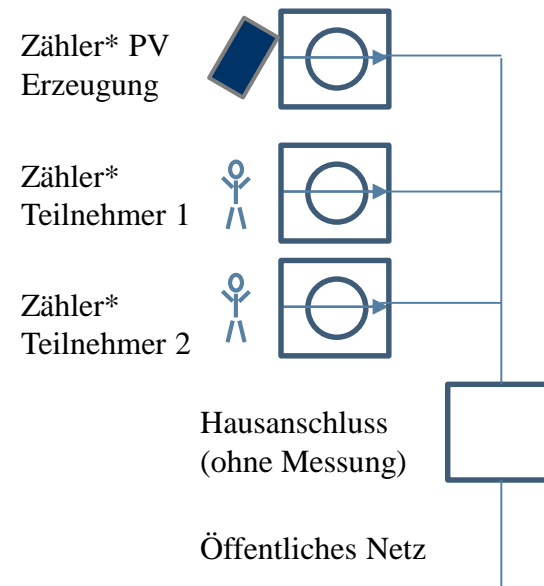 Zähler* PV
Erzeugung
Zähler*
Teilnehmer 1
Zähler*
Teilnehmer 2
Hausanschluss
(ohne Messung)
Öffentliches Netz